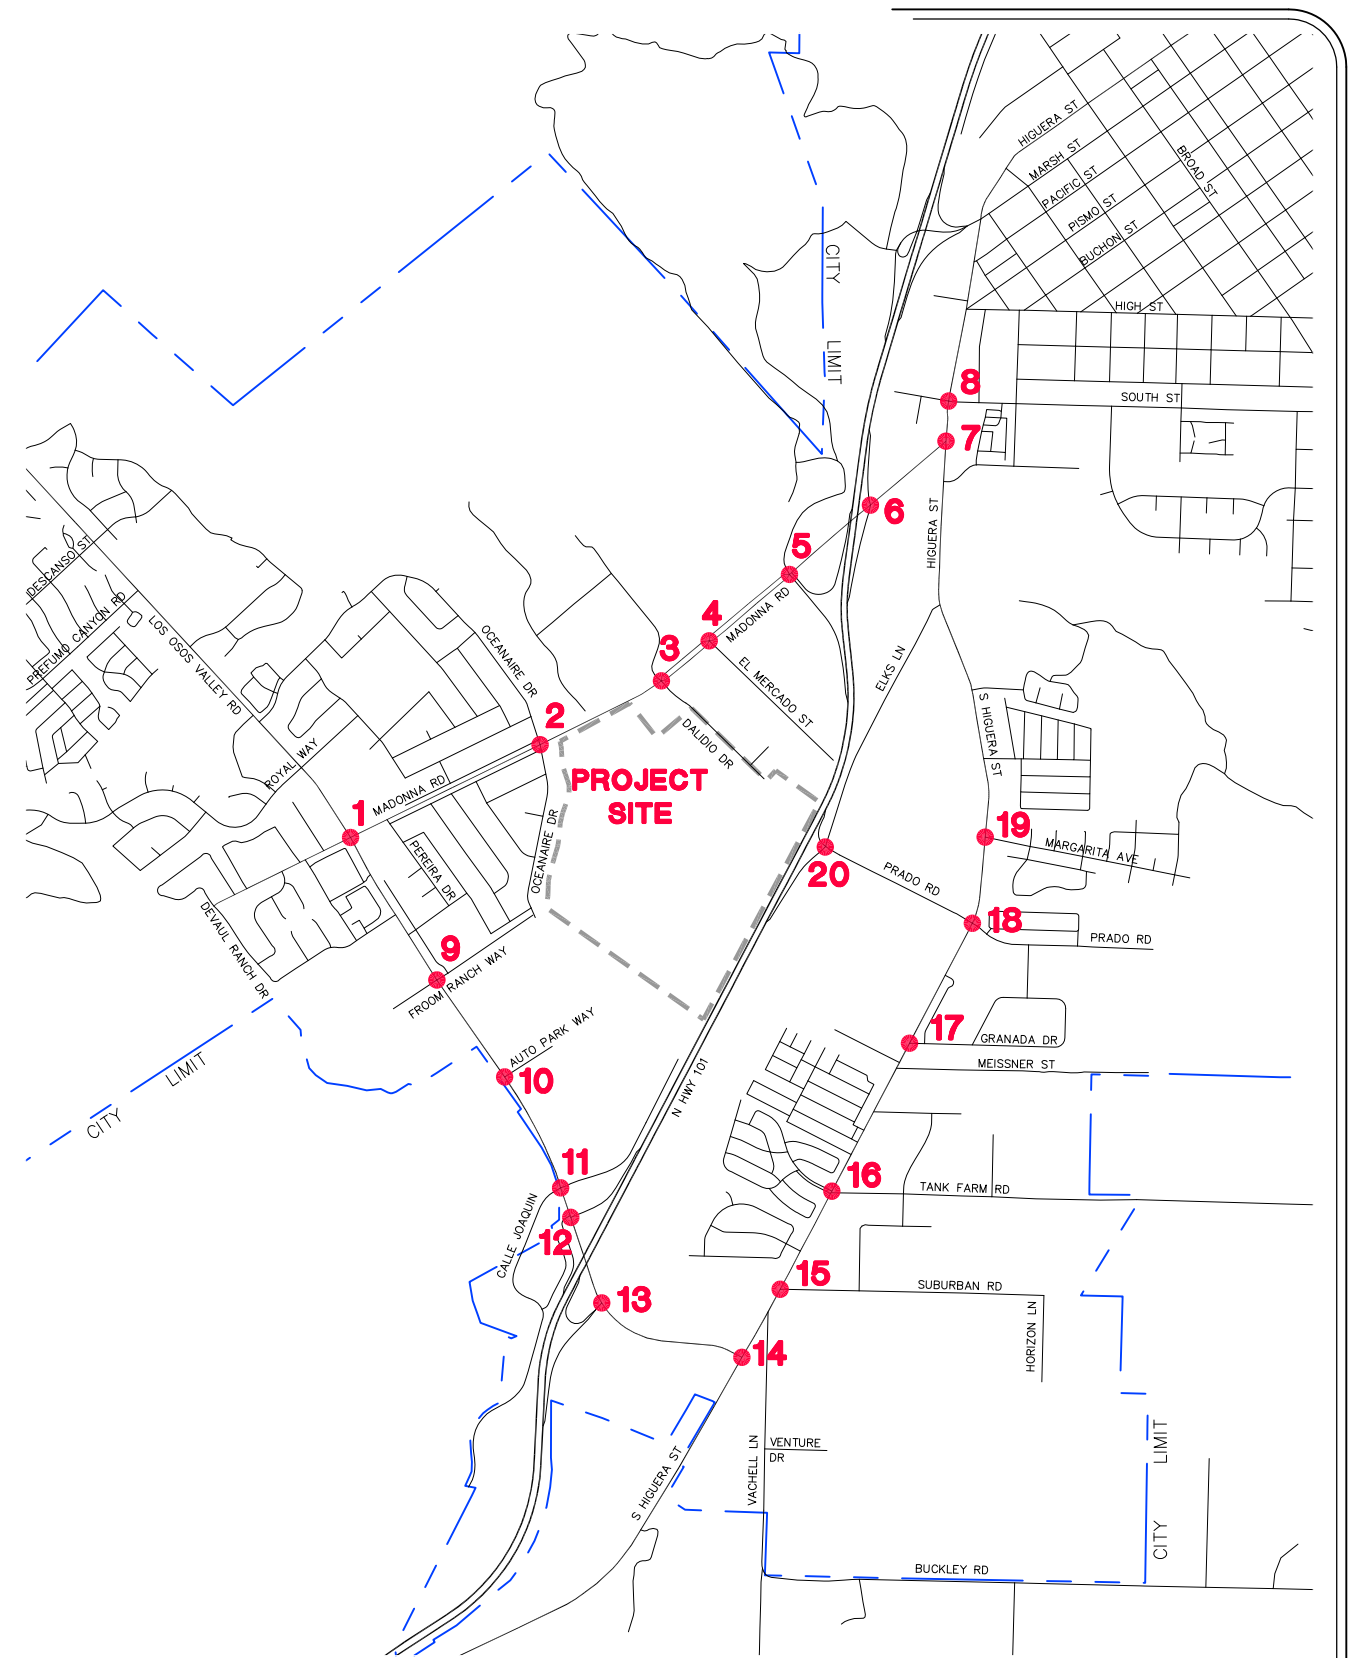 HIGUERA ST
MARSH ST
BROAD ST
PACIFIC ST
PISMO ST
BUCHON ST
CITY
LIMIT
HIGH ST
8
SOUTH ST
7
6
HIGUERA ST
5
DESCANSO ST
PREFUMO CANYON RD
LOS OSOS VALLEY RD
OCEANAIRE DR
4
MADONNA RD
3
EL MERCADO ST
ELKS LN
2
S HIGUERA ST
DALIDIO DR
ROYAL WAY
PROJECT
SITE
MADONNA RD
1
OCEANAIRE DR
PEREIRA DR
19
MARGARITA AVE
20
PRADO RD
DEVAUL RANCH DR
18
PRADO RD
9
FROOM RANCH WAY
17
GRANADA DR
AUTO PARK WAY
MEISSNER ST
LIMIT
CITY
10
N HWY 101
11
16
TANK FARM RD
CALLE JOAQUIN
12
15
SUBURBAN RD
13
HORIZON LN
14
S HIGUERA ST
VACHELL LN
VENTURE
DR
LIMIT
CITY
BUCKLEY RD